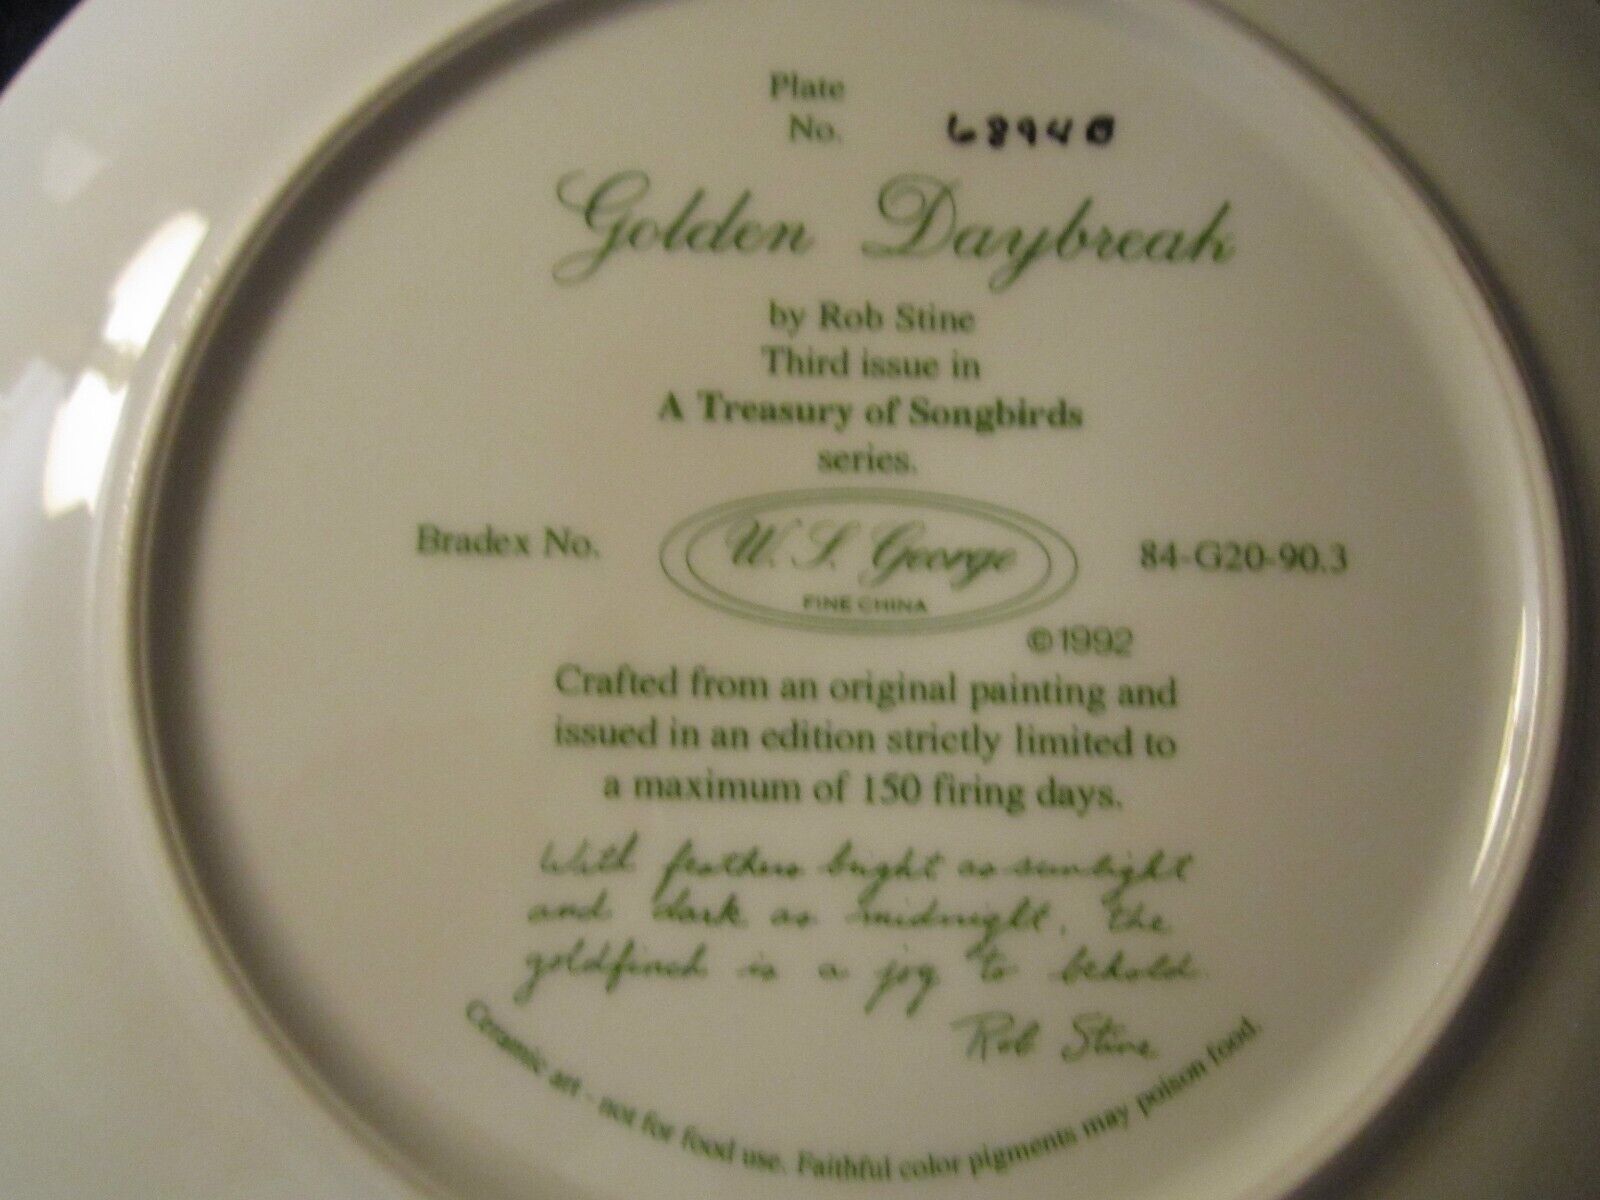 Plate
No. 68940
Golden Daybreak
by Rob Stine
Third issue in
A Treasury of Songbirds
series.
Bradex No. W. S. George 84-G20-90.3
FINE CHINA
©1992
Crafted from an original painting and
issued in an edition strictly limited to
a maximum of 150 firing days.
With feathers bright as sunlight
and dark as midnight, the
goldfinch is a joy to behold.
Rob Stine
Ceramic art - not for food use. Faithful color pigments may poison food.